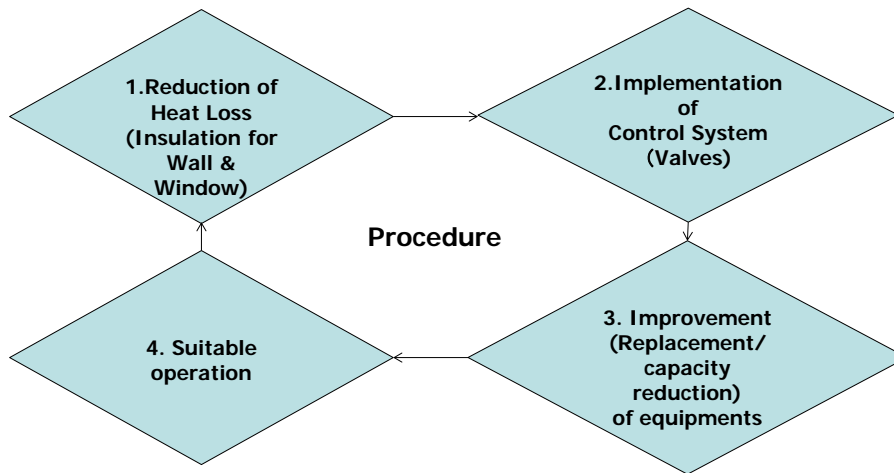 1.Reduction of
Heat Loss
(Insulation for
Wall &
Window)
2.Implementation
of
Control System
(Valves)
Procedure
3. Improvement
(Replacement/
capacity
reduction)
of equipments
4. Suitable
operation